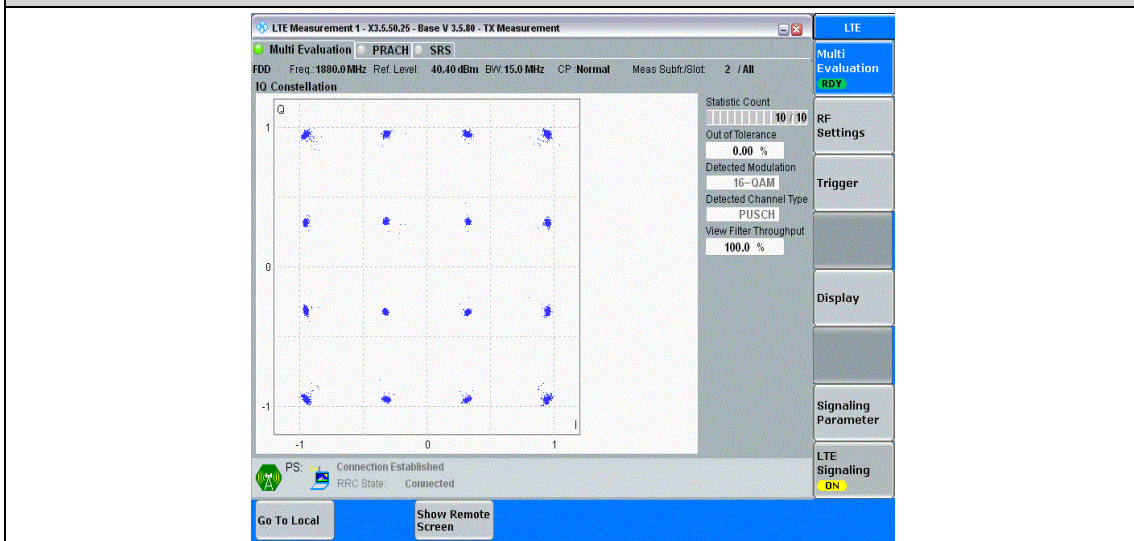 LTE Measurement 1 - X3.5.50.25 - Base V 3.5.80 - TX Measurement
LTE
Multi Evaluation PRACH SRS
FDD Freq.:1880.0 MHz Ref. Level: 40.40 dBm BW:15.0 MHz CP :Normal Meas Subfr./Slot: 2 / All
IQ Constellation
Q
1
0
-1
I
-1 0 1
Statistic Count
10 / 10
Out of Tolerance
0.00 %
Detected Modulation
16-QAM
Detected Channel Type
PUSCH
View Filter Throughput
100.0 %
Multi
Evaluation
RDY
RF
Settings
Trigger
Display
Signaling
Parameter
LTE
Signaling
ON
PS: Connection Established
RRC State: Connected
Go To Local
Show Remote
Screen